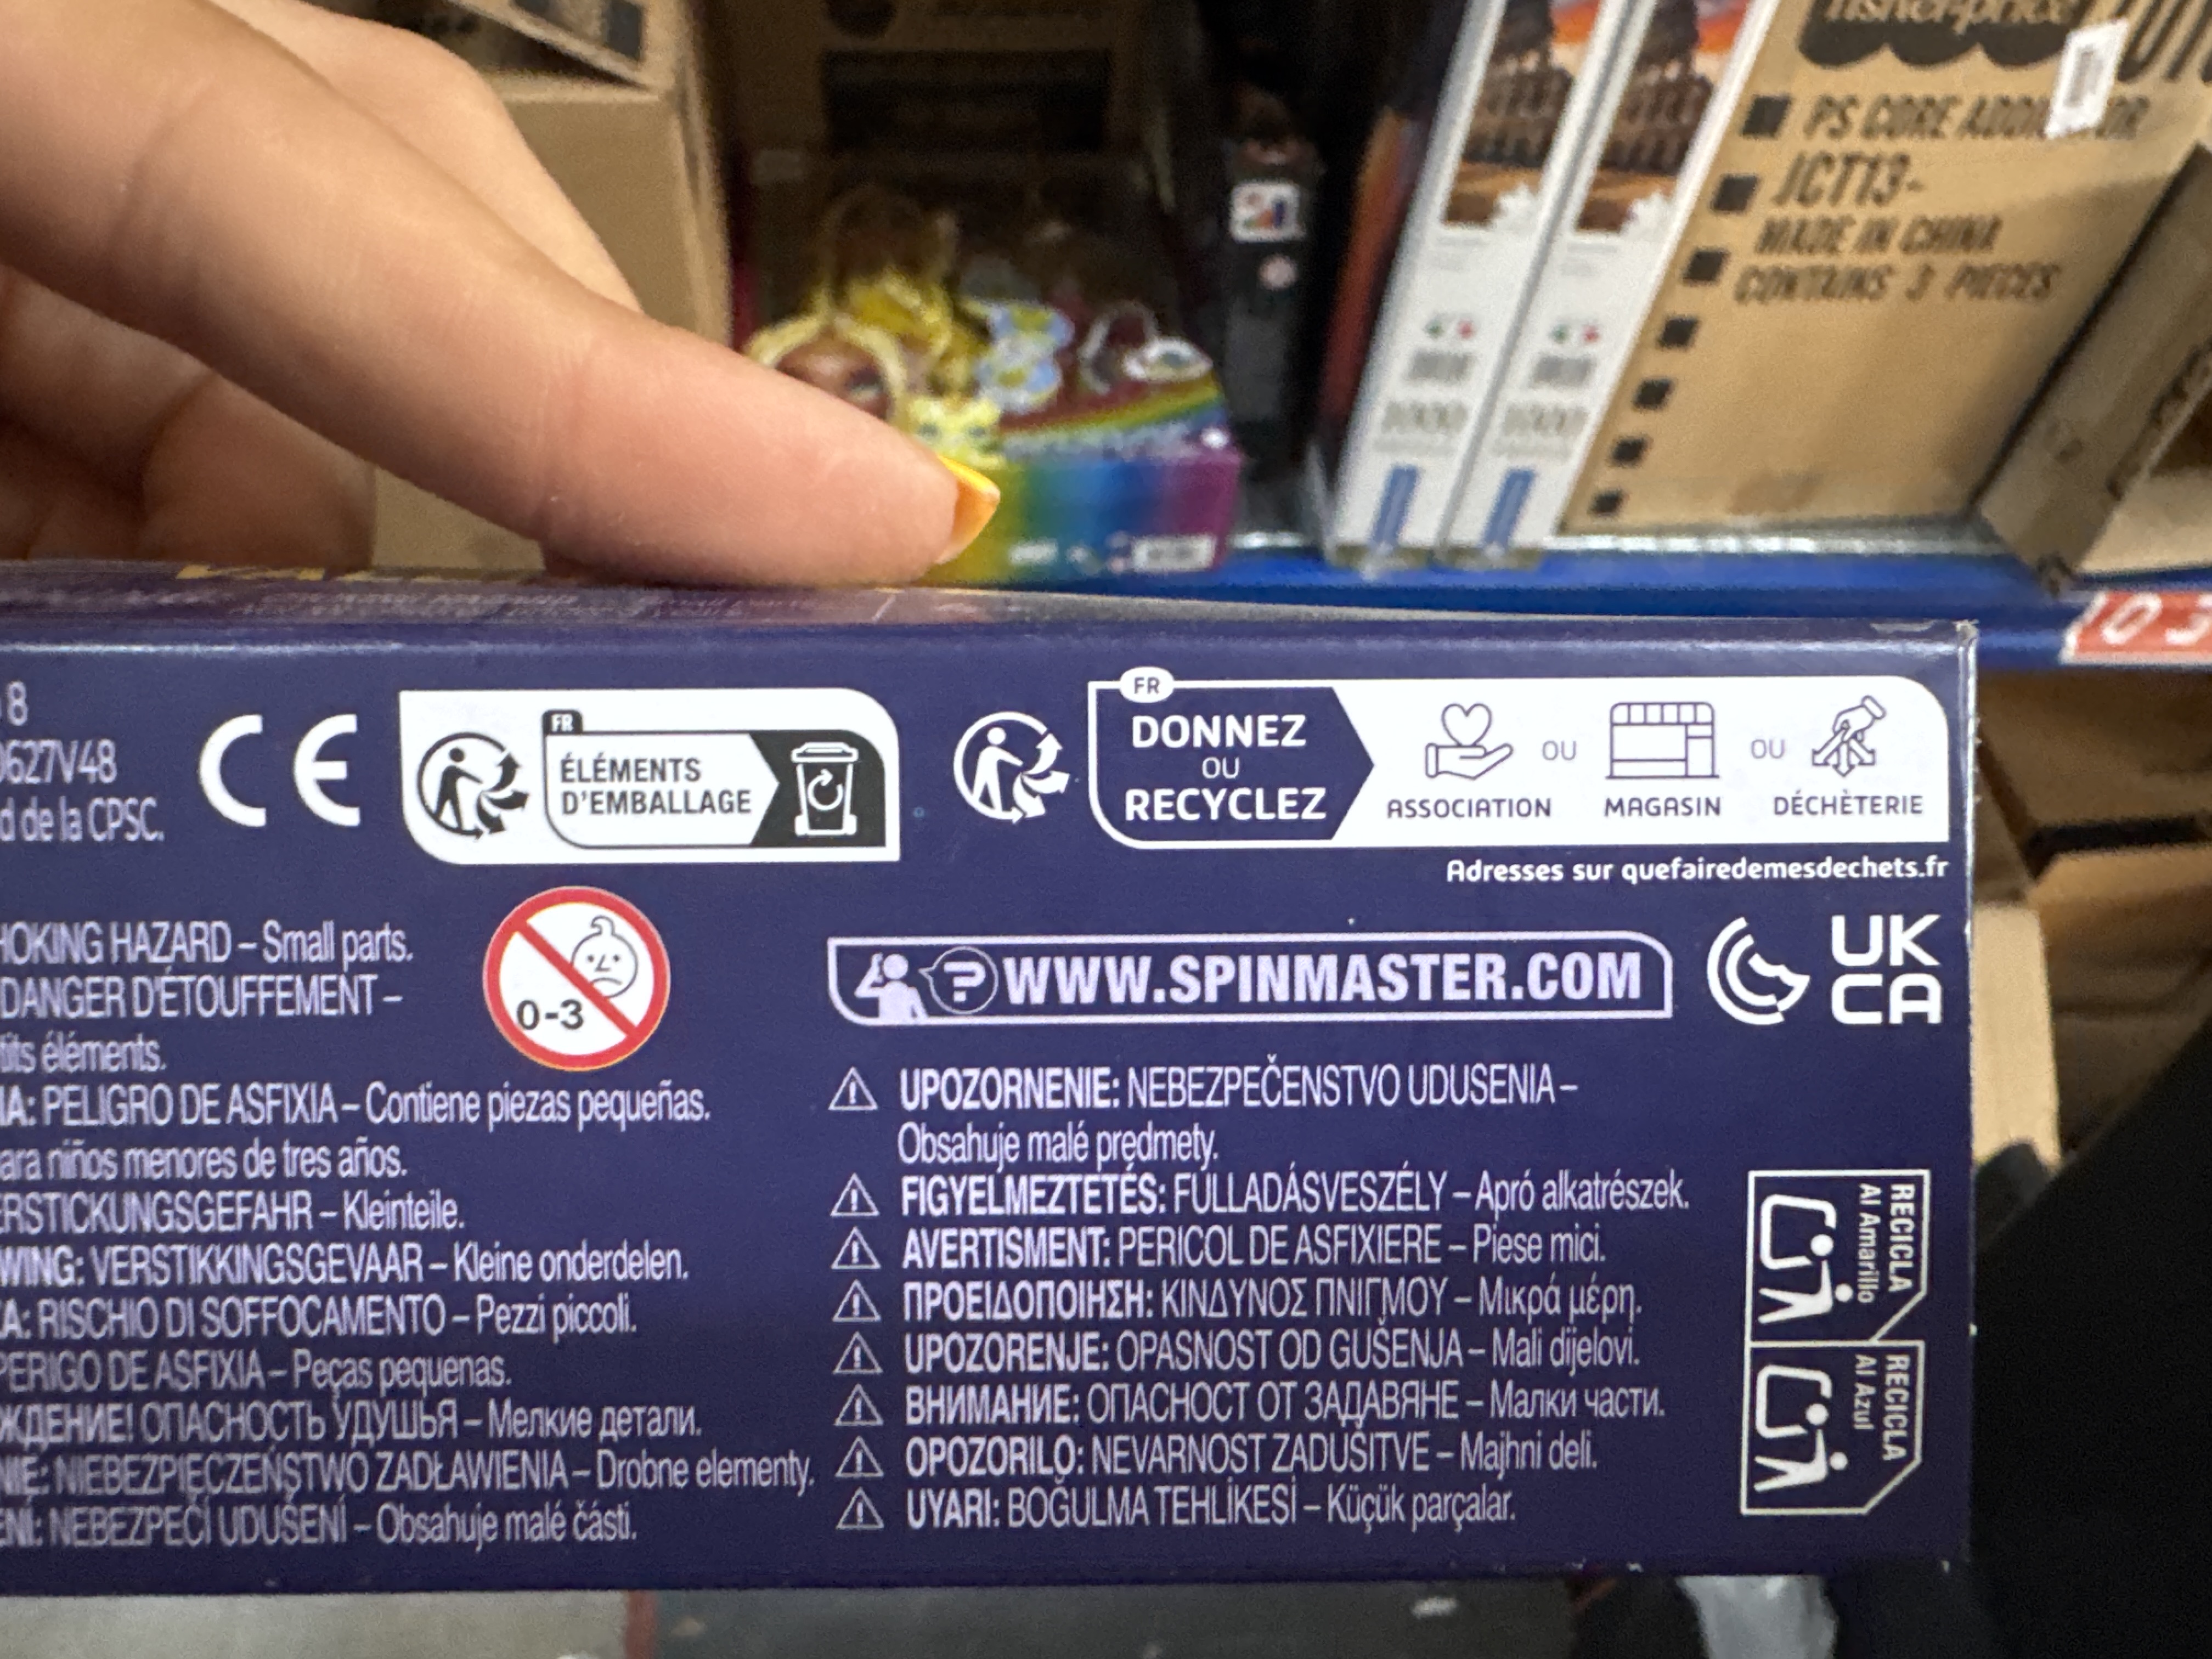 fisher-price
PS CORE
JCT13-
MADE IN CHINA
CONTAINS 3 PIECES
1000
1000
0 3
8
0627V48
d de la CPSC.
CE
FR
ÉLÉMENTS
D'EMBALLAGE
FR
DONNEZ
OU
RECYCLEZ
ASSOCIATION OU MAGASIN OU DÉCHÈTERIE
Adresses sur quefairedemesdechets.fr
HOKING HAZARD – Small parts.
DANGER D'ÉTOUFFEMENT –
tits éléments.
IA: PELIGRO DE ASFIXIA – Contiene piezas pequeñas.
ara niños menores de tres años.
ERSTICKUNGSGEFAHR – Kleinteile.
WING: VERSTIKKINGSGEVAAR – Kleine onderdelen.
A: RISCHIO DI SOFFOCAMENTO – Pezzi piccoli.
PERIGO DE ASFIXIA – Peças pequenas.
ЖДЕНИЕ! ОПАСНОСТЬ УДУШЬЯ – Мелкие детали.
NIE: NIEBEZPIECZEŃSTWO ZADŁAWIENIA – Drobne elementy.
ENÍ: NEBEZPEČÍ UDUŠENÍ – Obsahuje malé části.
0-3
WWW.SPINMASTER.COM
UK
CA
UPOZORNENIE: NEBEZPEČENSTVO UDUSENIA –
Obsahuje malé predmety.
FIGYELMEZTETÉS: FULLADÁSVESZÉLY – Apró alkatrészek.
AVERTISMENT: PERICOL DE ASFIXIERE – Piese mici.
ΠΡΟΕΙΔΟΠΟΙΗΣΗ: ΚΙΝΔΥΝΟΣ ΠΝΙΓΜΟΥ – Μικρά μέρη.
UPOZORENJE: OPASNOST OD GUŠENJA – Mali dijelovi.
ВНИМАНИЕ: ОПАСНОСТ ОТ ЗАДАВЯНЕ – Малки части.
OPOZORILO: NEVARNOST ZADUŠITVE – Majhni deli.
UYARI: BOĞULMA TEHLİKESİ – Küçük parçalar.
RECICLA
Al Amarillo
RECICLA
Al Azul